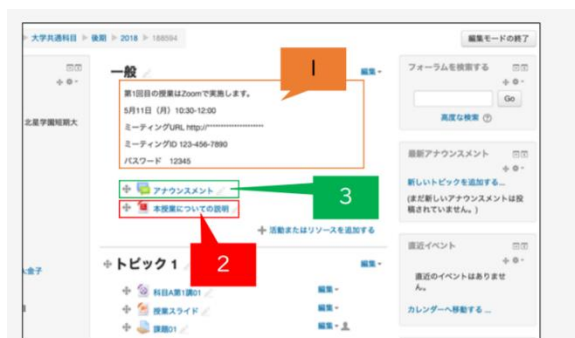 大学共通科目 ▶ 後期 ▶ 2018 ▶ 188594
編集モードの終了
北星学園短期大
一般
編集
1
第1回目の授業はZoomで実施します。
5月11日（月）10:30-12:00
ミーティングURL http://********************
ミーティングID 123-456-7890
パスワード 12345
アナウンスメント
3
本授業についての説明
2
活動またはリソースを追加する
トピック 1
編集
科目A第1講01
編集
授業スライド
編集
課題01
編集
フォーラムを検索する
Go
高度な検索
最新アナウンスメント
新しいトピックを追加する...
(まだ新しいアナウンスメントは投
稿されていません。)
直近イベント
直近のイベントはありませ
ん。
カレンダーへ移動する ...